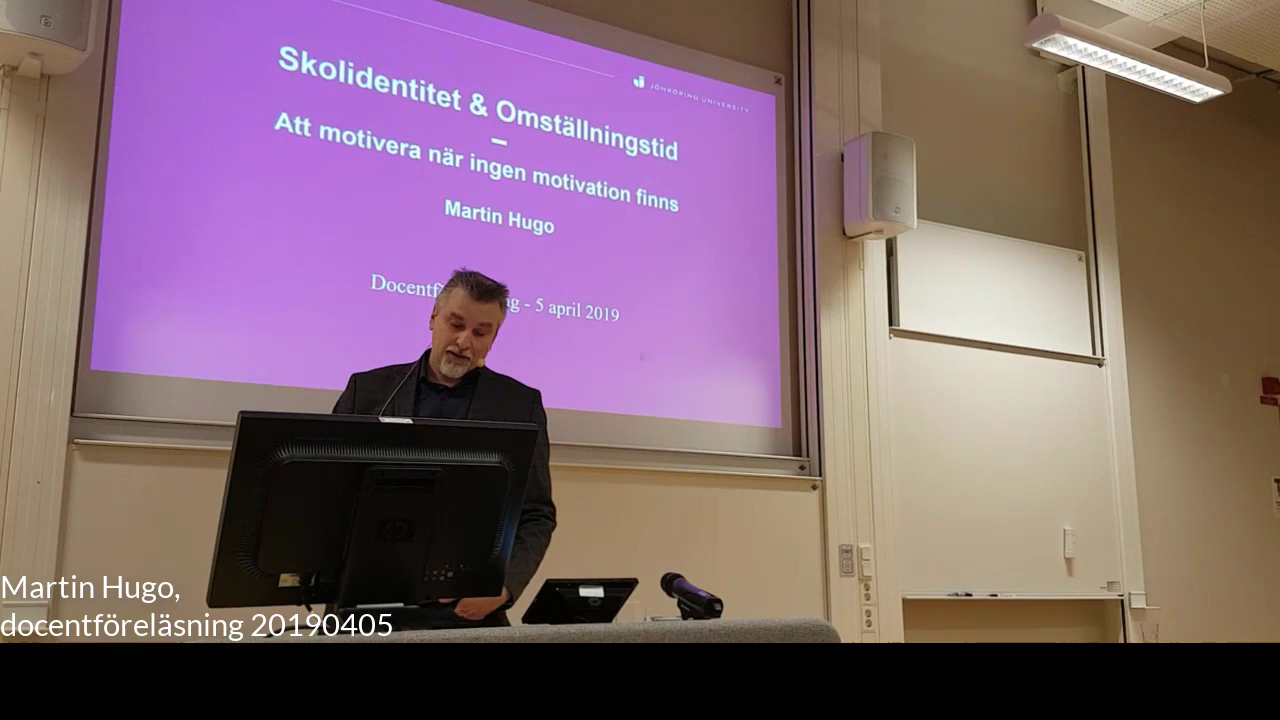 JÖNKÖPING UNIVERSITY
Skolidentitet & Omställningstid
–
Att motivera när ingen motivation finns
Martin Hugo
- 5 april 2019
hp
Martin Hugo,
docentföreläsning 20190405